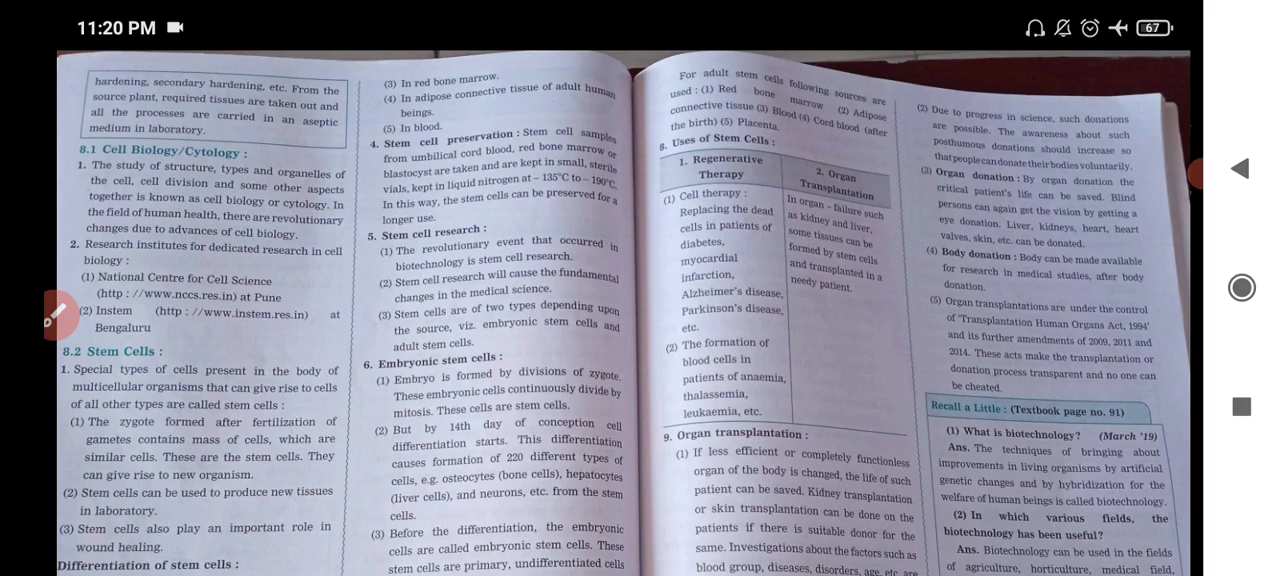 11:20 PM
67
hardening, secondary hardening, etc. From the
source plant, required tissues are taken out and
all the processes are carried in an aseptic
medium in laboratory.
8.1 Cell Biology/Cytology :
1. The study of structure, types and organelles of
the cell, cell division and some other aspects
together is known as cell biology or cytology. In
the field of human health, there are revolutionary
changes due to advances of cell biology.
2. Research institutes for dedicated research in cell
biology :
(1) National Centre for Cell Science
(http : //www.nccs.res.in) at Pune
(2) Instem (http : //www.instem.res.in) at
Bengaluru
8.2 Stem Cells :
1. Special types of cells present in the body of
multicellular organisms that can give rise to cells
of all other types are called stem cells :
(1) The zygote formed after fertilization of
gametes contains mass of cells, which are
similar cells. These are the stem cells. They
can give rise to new organism.
(2) Stem cells can be used to produce new tissues
in laboratory.
(3) Stem cells also play an important role in
wound healing.
Differentiation of stem cells :
(3) In red bone marrow.
(4) In adipose connective tissue of adult human
beings.
(5) In blood.
4. Stem cell preservation : Stem cell samples
from umbilical cord blood, red bone marrow or
blastocyst are taken and are kept in small, sterile
vials, kept in liquid nitrogen at – 135°C to – 190°C.
In this way, the stem cells can be preserved for a
longer use.
5. Stem cell research :
(1) The revolutionary event that occurred in
biotechnology is stem cell research.
(2) Stem cell research will cause the fundamental
changes in the medical science.
(3) Stem cells are of two types depending upon
the source, viz. embryonic stem cells and
adult stem cells.
6. Embryonic stem cells :
(1) Embryo is formed by divisions of zygote.
These embryonic cells continuously divide by
mitosis. These cells are stem cells.
(2) But by 14th day of conception cell
differentiation starts. This differentiation
causes formation of 220 different types of
cells, e.g. osteocytes (bone cells), hepatocytes
(liver cells), and neurons, etc. from the stem
cells.
(3) Before the differentiation, the embryonic
cells are called embryonic stem cells. These
stem cells are primary, undifferentiated cells
For adult stem cells following sources are
used : (1) Red bone marrow (2) Adipose
connective tissue (3) Blood (4) Cord blood (after
the birth) (5) Placenta.
8. Uses of Stem Cells :
1. Regenerative
Therapy
(1) Cell therapy :
Replacing the dead
cells in patients of
diabetes,
myocardial
infarction,
Alzheimer's disease,
Parkinson's disease,
etc.
(2) The formation of
blood cells in
patients of anaemia,
thalassemia,
leukaemia, etc.
2. Organ
Transplantation
In organ – failure such
as kidney and liver,
some tissues can be
formed by stem cells
and transplanted in a
needy patient.
9. Organ transplantation :
(1) If less efficient or completely functionless
organ of the body is changed, the life of such
patient can be saved. Kidney transplantation
or skin transplantation can be done on the
patients if there is suitable donor for the
same. Investigations about the factors such as
blood group, diseases, disorders, age, etc. are
(2) Due to progress in science, such donations
are possible. The awareness about such
posthumous donations should increase so
that people can donate their bodies voluntarily.
(3) Organ donation : By organ donation the
critical patient's life can be saved. Blind
persons can again get the vision by getting a
eye donation. Liver, kidneys, heart, heart
valves, skin, etc. can be donated.
(4) Body donation : Body can be made available
for research in medical studies, after body
donation.
(5) Organ transplantations are under the control
of 'Transplantation Human Organs Act, 1994'
and its further amendments of 2009, 2011 and
2014. These acts make the transplantation or
donation process transparent and no one can
be cheated.
Recall a Little : (Textbook page no. 91)
(1) What is biotechnology? (March '19)
Ans. The techniques of bringing about
improvements in living organisms by artificial
genetic changes and by hybridization for the
welfare of human beings is called biotechnology.
(2) In which various fields, the
biotechnology has been useful?
Ans. Biotechnology can be used in the fields
of agriculture, horticulture, medical field,